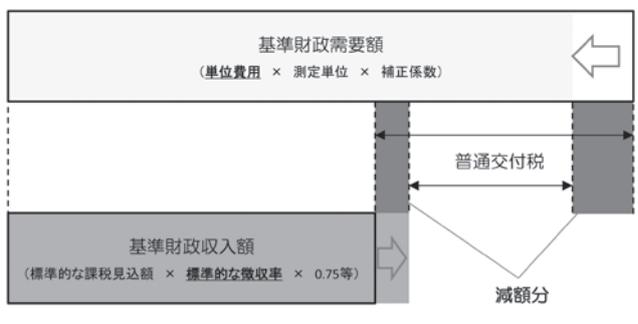 基準財政需要額
（単位費用 × 測定単位 × 補正係数）
普通交付税
基準財政収入額
（標準的な課税見込額 × 標準的な徴収率 × 0.75等）
減額分